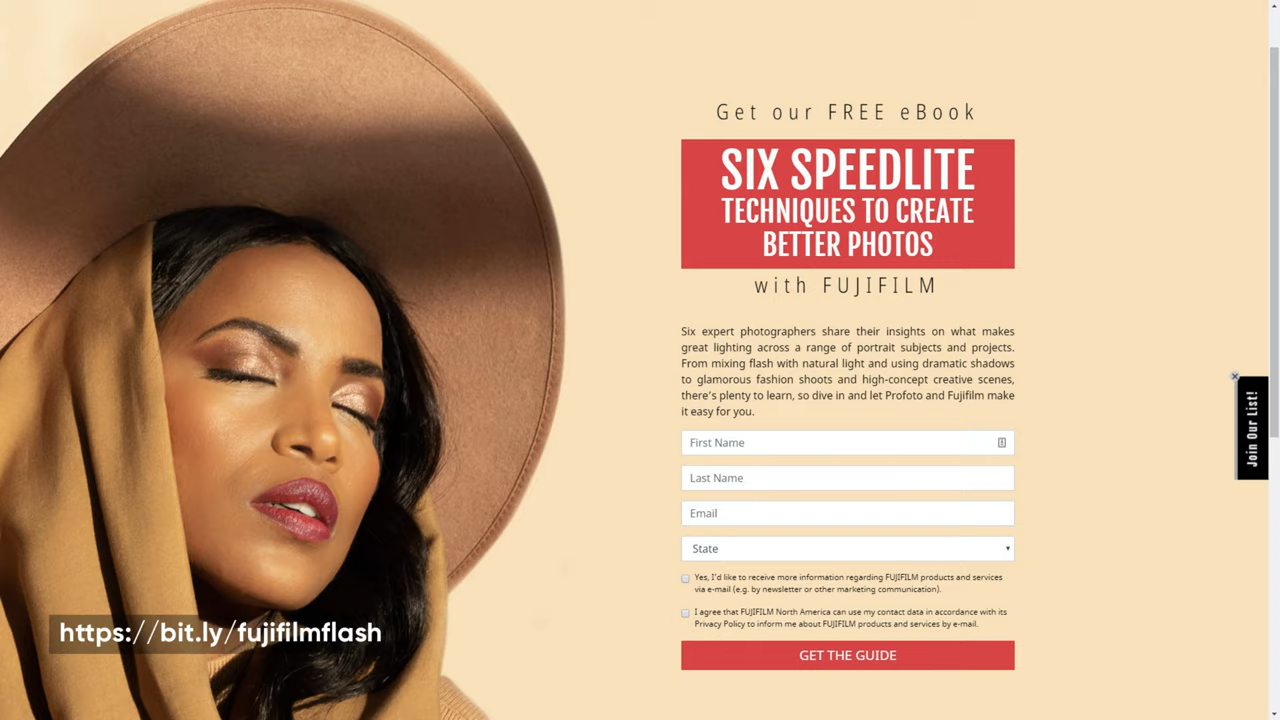 Get our FREE eBook
SIX SPEEDLITE
TECHNIQUES TO CREATE
BETTER PHOTOS
with FUJIFILM
Six expert photographers share their insights on what makes
great lighting across a range of portrait subjects and projects.
From mixing flash with natural light and using dramatic shadows
to glamorous fashion shoots and high-concept creative scenes,
there's plenty to learn, so dive in and let Profoto and Fujifilm make
it easy for you.
First Name
Last Name
Email
State
Yes, I'd like to receive more information regarding FUJIFILM products and services
via e-mail (e.g. by newsletter or other marketing communication).
I agree that FUJIFILM North America can use my contact data in accordance with its
Privacy Policy to inform me about FUJIFILM products and services by e-mail.
GET THE GUIDE
Join Our List!
https://bit.ly/fujifilmflash